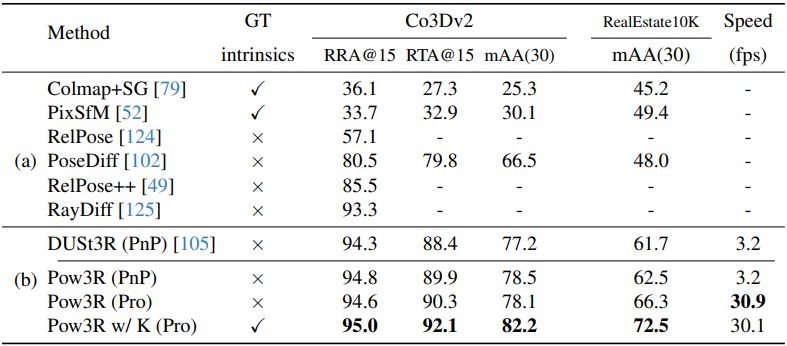 Method GT intrinsics Co3Dv2 RealEstate10K Speed (fps)
RRA@15 RTA@15 mAA(30) mAA(30)
(a) Colmap+SG [79] ✓ 36.1 27.3 25.3 45.2 -
PixSfM [52] ✓ 33.7 32.9 30.1 49.4 -
RelPose [124] × 57.1 - - - -
PoseDiff [102] × 80.5 79.8 66.5 48.0 -
RelPose++ [49] × 85.5 - - - -
RayDiff [125] × 93.3 - - - -
(b) DUSt3R (PnP) [105] × 94.3 88.4 77.2 61.7 3.2
Pow3R (PnP) × 94.8 89.9 78.5 62.5 3.2
Pow3R (Pro) × 94.6 90.3 78.1 66.3 30.9
Pow3R w/ K (Pro) ✓ 95.0 92.1 82.2 72.5 30.1